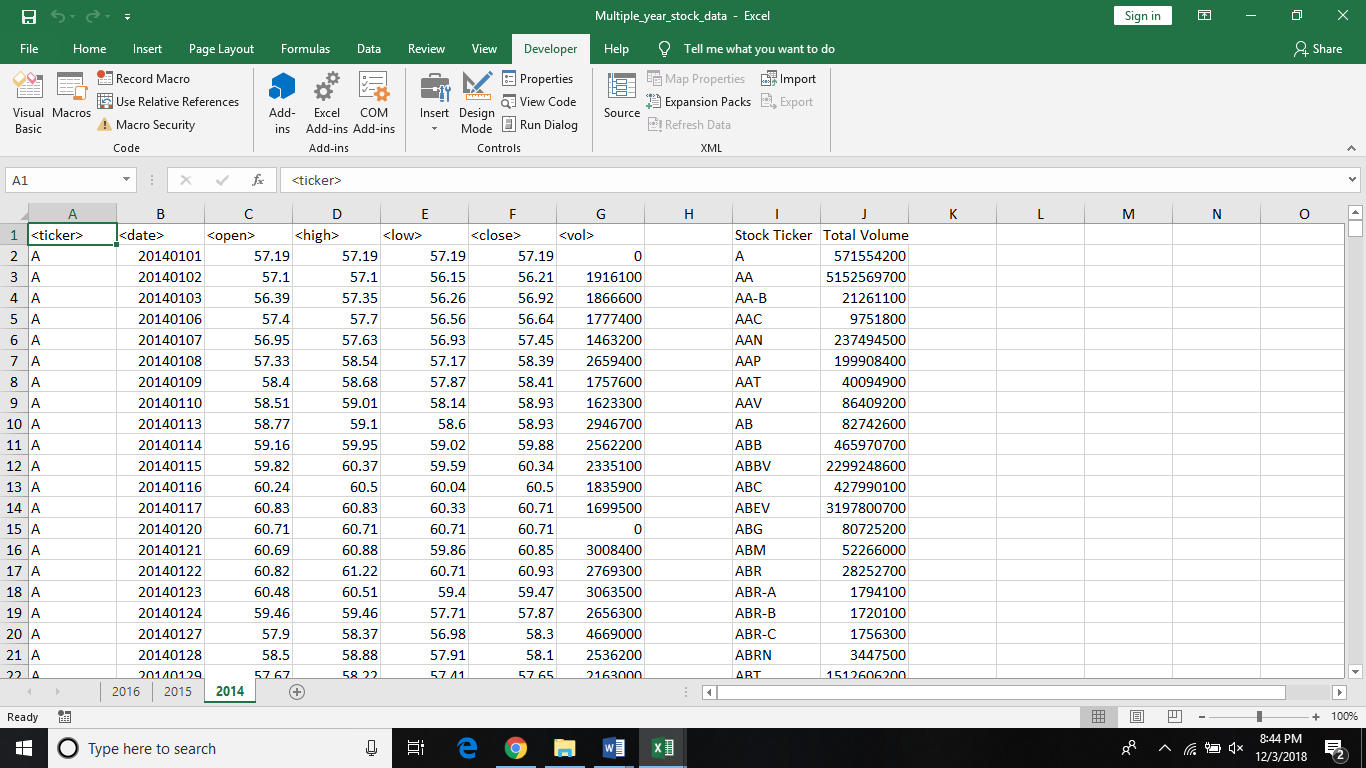 Multiple_year_stock_data - Excel
Sign in
File Home Insert Page Layout Formulas Data Review View Developer Help Tell me what you want to do Share
Visual Basic
Macros
Record Macro
Use Relative References
Macro Security
Code
Add-ins
Excel Add-ins
COM Add-ins
Add-ins
Insert
Design Mode
Properties
View Code
Run Dialog
Controls
Source
Map Properties
Expansion Packs
Refresh Data
Import
Export
XML
A1 fx <ticker>
A B C D E F G H I J K L M N O
1 <ticker> <date> <open> <high> <low> <close> <vol> Stock Ticker Total Volume
2 A 20140101 57.19 57.19 57.19 57.19 0 A 571554200
3 A 20140102 57.1 57.1 56.15 56.21 1916100 AA 5152569700
4 A 20140103 56.39 57.35 56.26 56.92 1866600 AA-B 21261100
5 A 20140106 57.4 57.7 56.56 56.64 1777400 AAC 9751800
6 A 20140107 56.95 57.63 56.93 57.45 1463200 AAN 237494500
7 A 20140108 57.33 58.54 57.17 58.39 2659400 AAP 199908400
8 A 20140109 58.4 58.68 57.87 58.41 1757600 AAT 40094900
9 A 20140110 58.51 59.01 58.14 58.93 1623300 AAV 86409200
10 A 20140113 58.77 59.1 58.6 58.93 2946700 AB 82742600
11 A 20140114 59.16 59.95 59.02 59.88 2562200 ABB 465970700
12 A 20140115 59.82 60.37 59.59 60.34 2335100 ABBV 2299248600
13 A 20140116 60.24 60.5 60.04 60.5 1835900 ABC 427990100
14 A 20140117 60.83 60.83 60.33 60.71 1699500 ABEV 3197800700
15 A 20140120 60.71 60.71 60.71 60.71 0 ABG 80725200
16 A 20140121 60.69 60.88 59.86 60.85 3008400 ABM 52266000
17 A 20140122 60.82 61.22 60.71 60.93 2769300 ABR 28252700
18 A 20140123 60.48 60.51 59.4 59.47 3063500 ABR-A 1794100
19 A 20140124 59.46 59.46 57.71 57.87 2656300 ABR-B 1720100
20 A 20140127 57.9 58.37 56.98 58.3 4669000 ABR-C 1756300
21 A 20140128 58.5 58.88 57.91 58.1 2536200 ABRN 3447500
22 A 20140129 57.67 58.22 57.41 57.65 2163000 ABT 1512606200
2016 2015 2014
Ready 100%
Type here to search
8:44 PM
12/3/2018
2